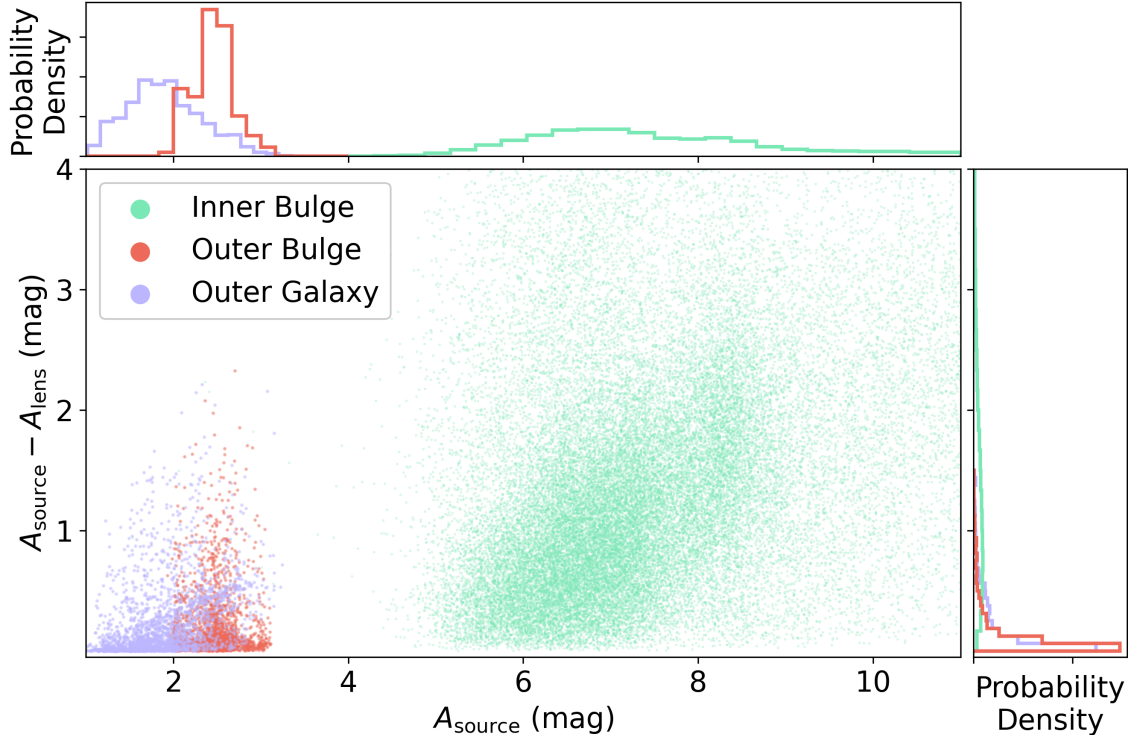 Probability
Density
4
3
2
1
A_source − A_lens (mag)
Inner Bulge
Outer Bulge
Outer Galaxy
2 4 6 8 10
A_source (mag)
Probability
Density